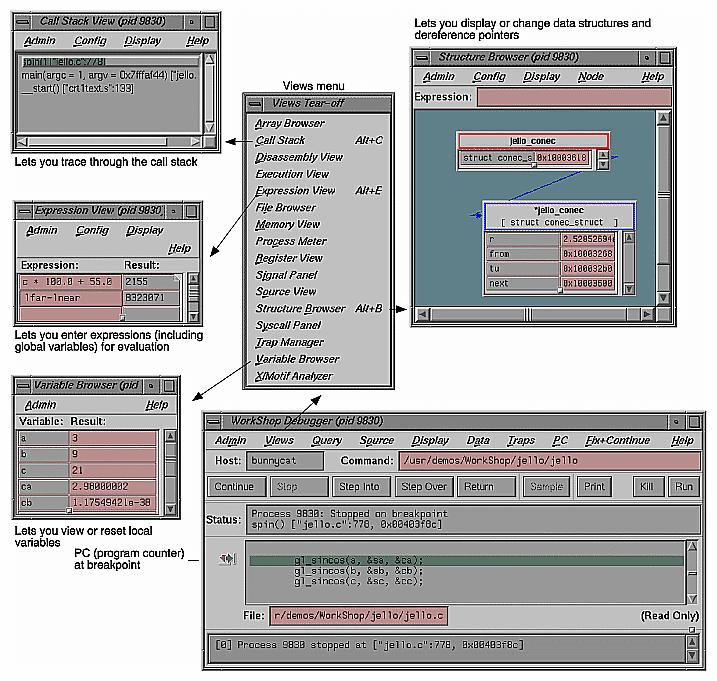 Call Stack View (pid 9830)
Admin Config Display Help
spin() ["jello.c":778]
main(argc = 1, argv = 0x7fffaf44) ["jello.
__start() ["crt1text.s":133]
Lets you trace through the call stack
Lets you display or change data structures and
dereference pointers
Structure Browser (pid 9830)
Admin Config Display Node Help
Expression:
jello_conec
struct conec_s 0x100036l8
*jello_conec
[ struct conec_struct ]
r 2.52052694
from 0x10003268
to 0x100032b0
next 0x10003600
Views menu
Views Tear-off
Array Browser
Call Stack Alt+C
Disassembly View
Execution View
Expression View Alt+E
File Browser
Memory View
Process Meter
Register View
Signal Panel
Source View
Structure Browser Alt+B
Syscall Panel
Trap Manager
Variable Browser
X/Motif Analyzer
Expression View (pid 9830)
Admin Config Display
Help
Expression: Result:
c * 100.0 + 55.0 2155
lfar-lnear 8323071
Lets you enter expressions (including
global variables) for evaluation
Variable Browser (pid
Admin Help
Variable: Result:
a 3
b 9
c 21
ca 2.98000002
cb 1.17549421e-38
Lets you view or reset local
variables
PC (program counter)
at breakpoint
WorkShop Debugger (pid 9830)
Admin Views Query Source Display Data Traps PC Fix+Continue Help
Host: bunnycat Command: /usr/demos/WorkShop/jello/jello
Continue Stop Step Into Step Over Return Sample Print Kill Run
Status: Process 9830: Stopped on breakpoint
spin() ["jello.c":778, 0x00403f8c]
gl_sincos(a, &sa, &ca);
gl_sincos(b, &sb, &cb);
gl_sincos(c, &sc, &cc);
File: r/demos/WorkShop/jello/jello.c (Read Only)
[0] Process 9830 stopped at ["jello.c":778, 0x00403f8c]